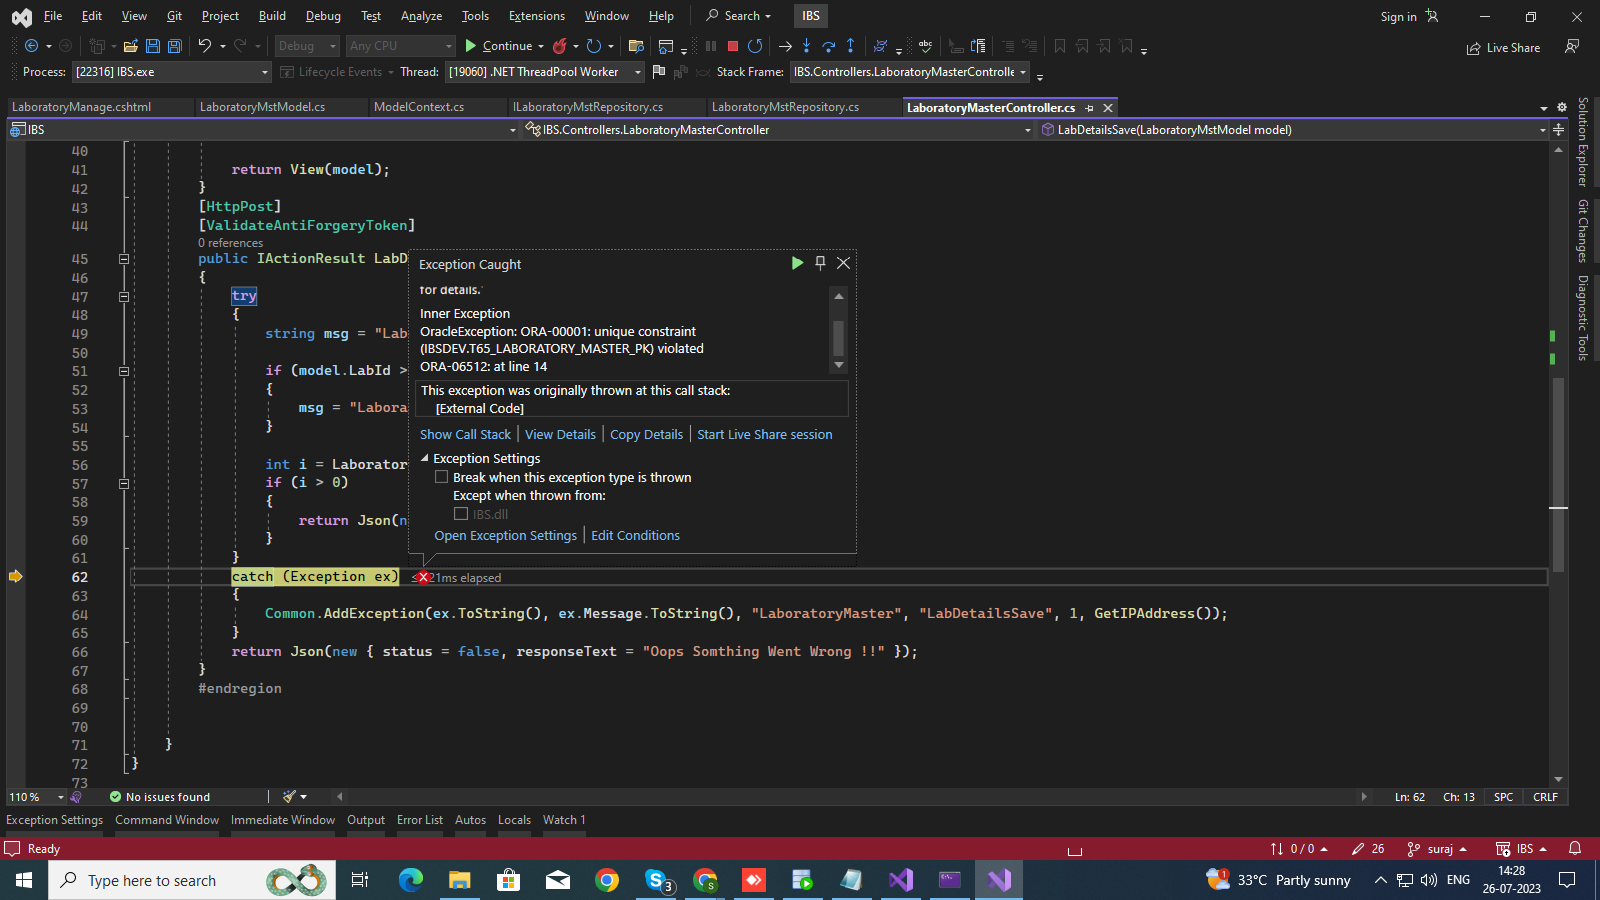 File Edit View Git Project Build Debug Test Analyze Tools Extensions Window Help Search IBS Sign in
Debug Any CPU Continue Live Share
Process: [22316] IBS.exe Lifecycle Events Thread: [19060] .NET ThreadPool Worker Stack Frame: IBS.Controllers.LaboratoryMasterControlle
LaboratoryManage.cshtml LaboratoryMstModel.cs ModelContext.cs ILaboratoryMstRepository.cs LaboratoryMstRepository.cs LaboratoryMasterController.cs
IBS IBS.Controllers.LaboratoryMasterController LabDetailsSave(LaboratoryMstModel model)
40
41 return View(model);
42 }
43 [HttpPost]
44 [ValidateAntiForgeryToken]
0 references
45 public IActionResult LabD
46 {
47 try
48 {
49 string msg = "Lab
50
51 if (model.LabId >
52 {
53 msg = "Labora
54 }
55
56 int i = Laborator
57 if (i > 0)
58 {
59 return Json(n
60 }
61 }
62 catch (Exception ex) 21ms elapsed
63 {
64 Common.AddException(ex.ToString(), ex.Message.ToString(), "LaboratoryMaster", "LabDetailsSave", 1, GetIPAddress());
65 }
66 return Json(new { status = false, responseText = "Oops Somthing Went Wrong !!" });
67 }
68 #endregion
69
70
71 }
72 }
73
Exception Caught
for details.'
Inner Exception
OracleException: ORA-00001: unique constraint
(IBSDEV.T65_LABORATORY_MASTER_PK) violated
ORA-06512: at line 14
This exception was originally thrown at this call stack:
[External Code]
Show Call Stack | View Details | Copy Details | Start Live Share session
Exception Settings
Break when this exception type is thrown
Except when thrown from:
IBS.dll
Open Exception Settings | Edit Conditions
Solution Explorer
Git Changes
Diagnostic Tools
110 % No issues found Ln: 62 Ch: 13 SPC CRLF
Exception Settings Command Window Immediate Window Output Error List Autos Locals Watch 1
Ready 0 / 0 26 suraj IBS
Type here to search 3 S 1 33°C Partly sunny ENG 14:28
26-07-2023